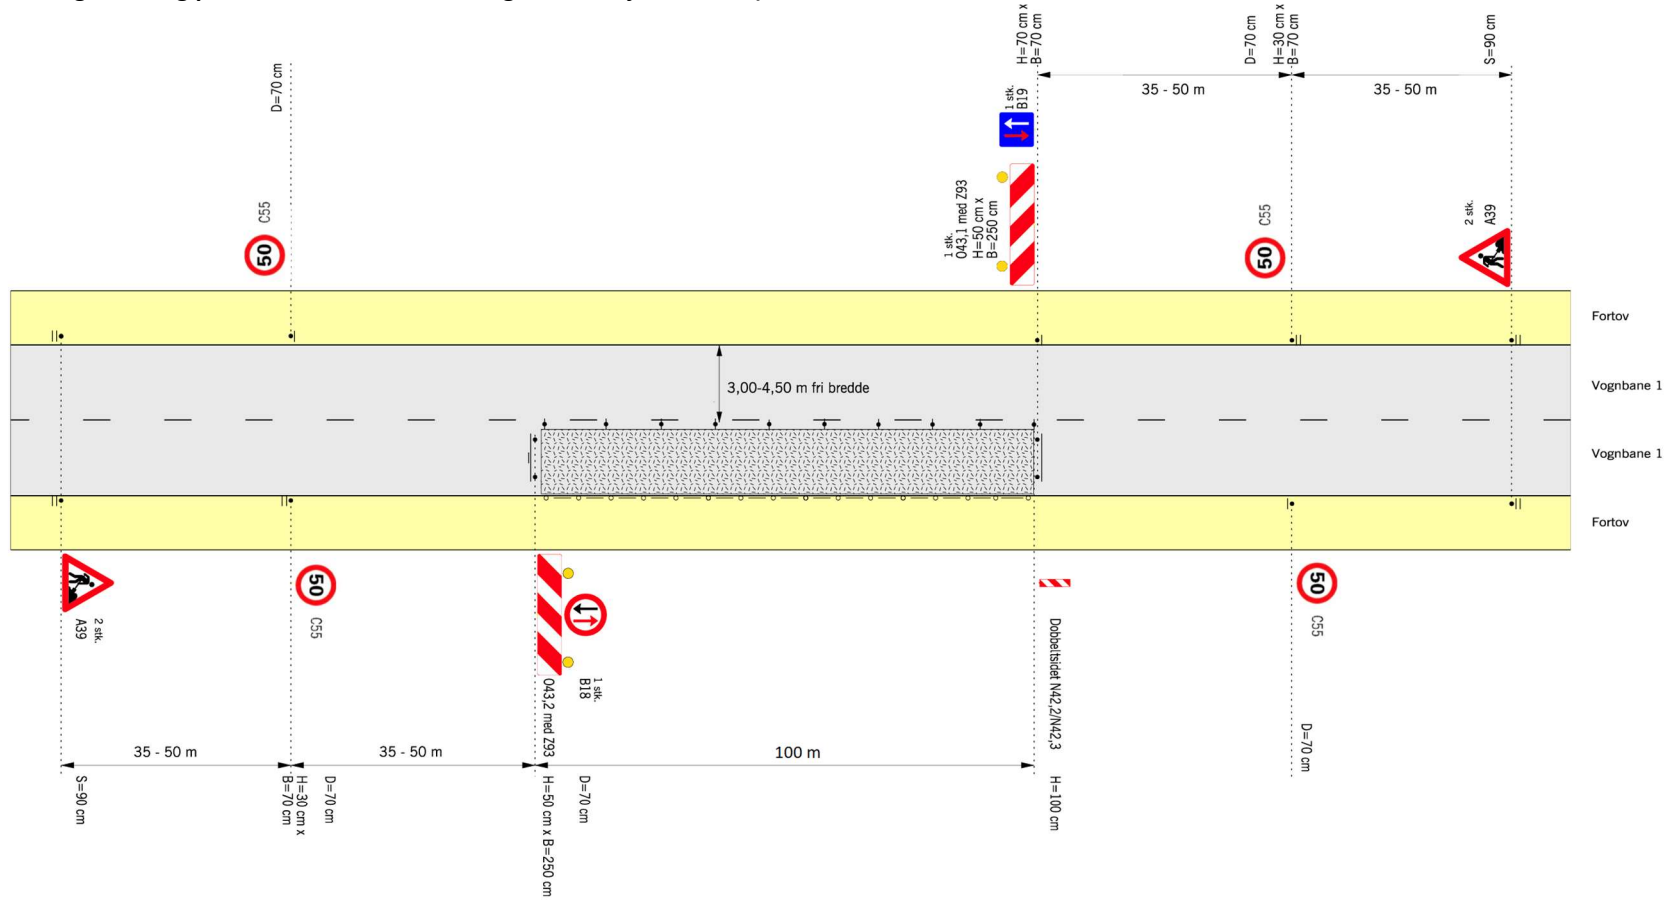 H=70 cm x
B=70 cm
D=70 cm
H=30 cm x
B=70 cm
S=90 cm
35 - 50 m
35 - 50 m
D=70 cm
1 stk.
B19
C55
50
1 stk.
043,1 med Z93
H=50 cm x
B=250 cm
C55
50
2 stk.
A39
Fortov
Vognbane 1
3,00-4,50 m fri bredde
Vognbane 1
Fortov
2 stk.
A39
50
C55
1 stk.
B18
043,2 med Z93
Dobbeltsidet N42,2/N42,3
50
C55
35 - 50 m
35 - 50 m
100 m
S=90 cm
D=70 cm
H=30 cm x
B=70 cm
D=70 cm
H=50 cm x B=250 cm
H=100 cm
D=70 cm